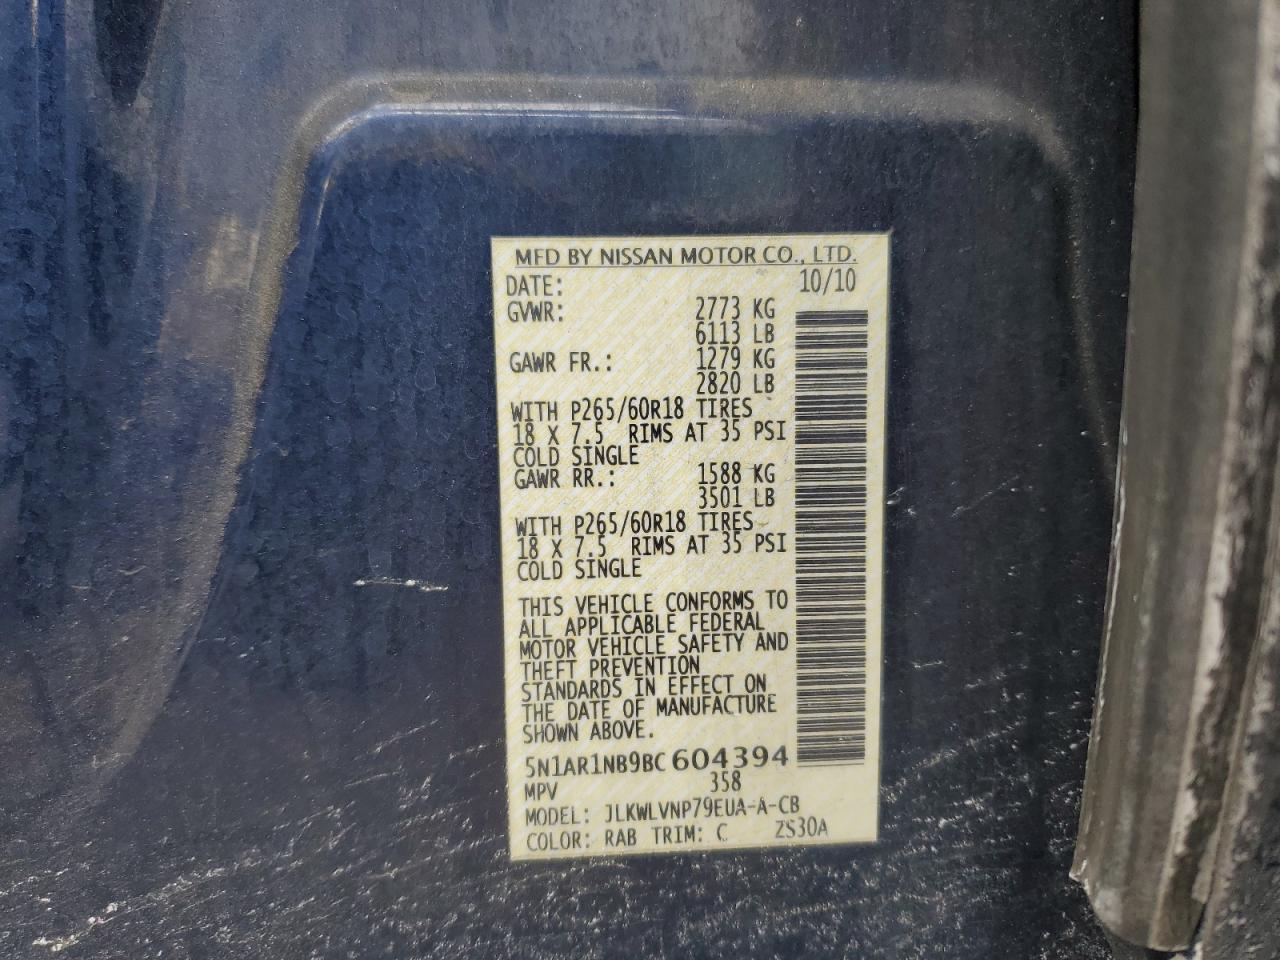 MFD BY NISSAN MOTOR CO., LTD.
DATE: 10/10
GVWR: 2773 KG
6113 LB
GAWR FR.: 1279 KG
2820 LB
WITH P265/60R18 TIRES
18 X 7.5 RIMS AT 35 PSI
COLD SINGLE
GAWR RR.: 1588 KG
3501 LB
WITH P265/60R18 TIRES
18 X 7.5 RIMS AT 35 PSI
COLD SINGLE
THIS VEHICLE CONFORMS TO
ALL APPLICABLE FEDERAL
MOTOR VEHICLE SAFETY AND
THEFT PREVENTION
STANDARDS IN EFFECT ON
THE DATE OF MANUFACTURE
SHOWN ABOVE.
5N1AR1NB9BC604394
MPV 358
MODEL: JLKWLVNP79EUA-A-CB
COLOR: RAB TRIM: C ZS30A